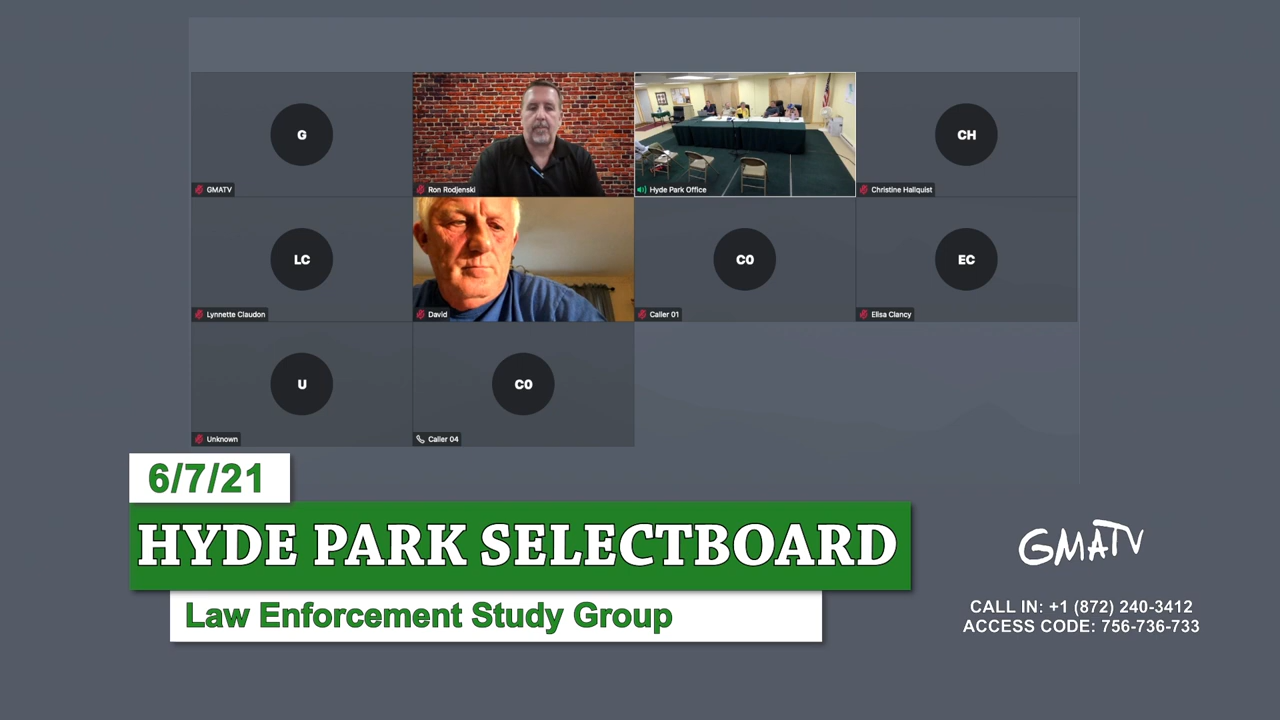 G
GMATV
Ron Rodjenski
Hyde Park Office
CH
Christine Hallquist
LC
Lynnette Claudon
David
C0
Caller 01
EC
Elisa Clancy
U
Unknown
C0
Caller 04
6/7/21
HYDE PARK SELECTBOARD
Law Enforcement Study Group
GMATV
CALL IN: +1 (872) 240-3412
ACCESS CODE: 756-736-733